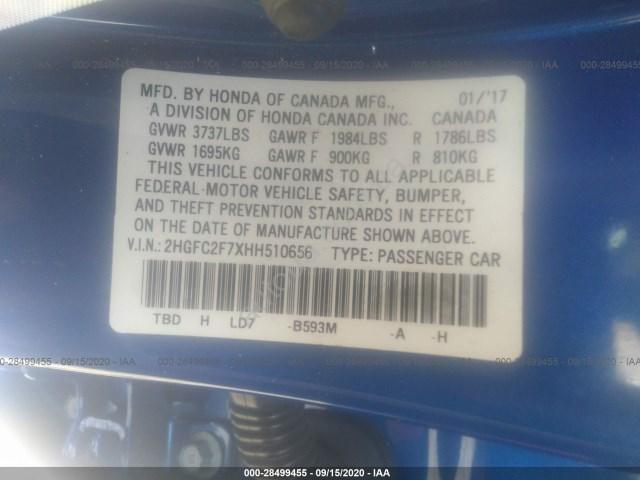 000-28499455 - 09/15/2020 - IAA
MFD. BY HONDA OF CANADA MFG., 01/'17
A DIVISION OF HONDA CANADA INC. CANADA
GVWR 3737LBS GAWR F 1984LBS R 1786LBS
GVWR 1695KG GAWR F 900KG R 810KG
THIS VEHICLE CONFORMS TO ALL APPLICABLE
FEDERAL MOTOR VEHICLE SAFETY, BUMPER,
AND THEFT PREVENTION STANDARDS IN EFFECT
ON THE DATE OF MANUFACTURE SHOWN ABOVE.
V.I.N.: 2HGFC2F7XHH510656 TYPE: PASSENGER CAR
TBD H LD7 -B593M -A -H
000-28499455 - 09/15/2020 - IAA
000-28499455 - 09/15/2020 - IAA
000-28499455 - 09/15/2020 - IAA